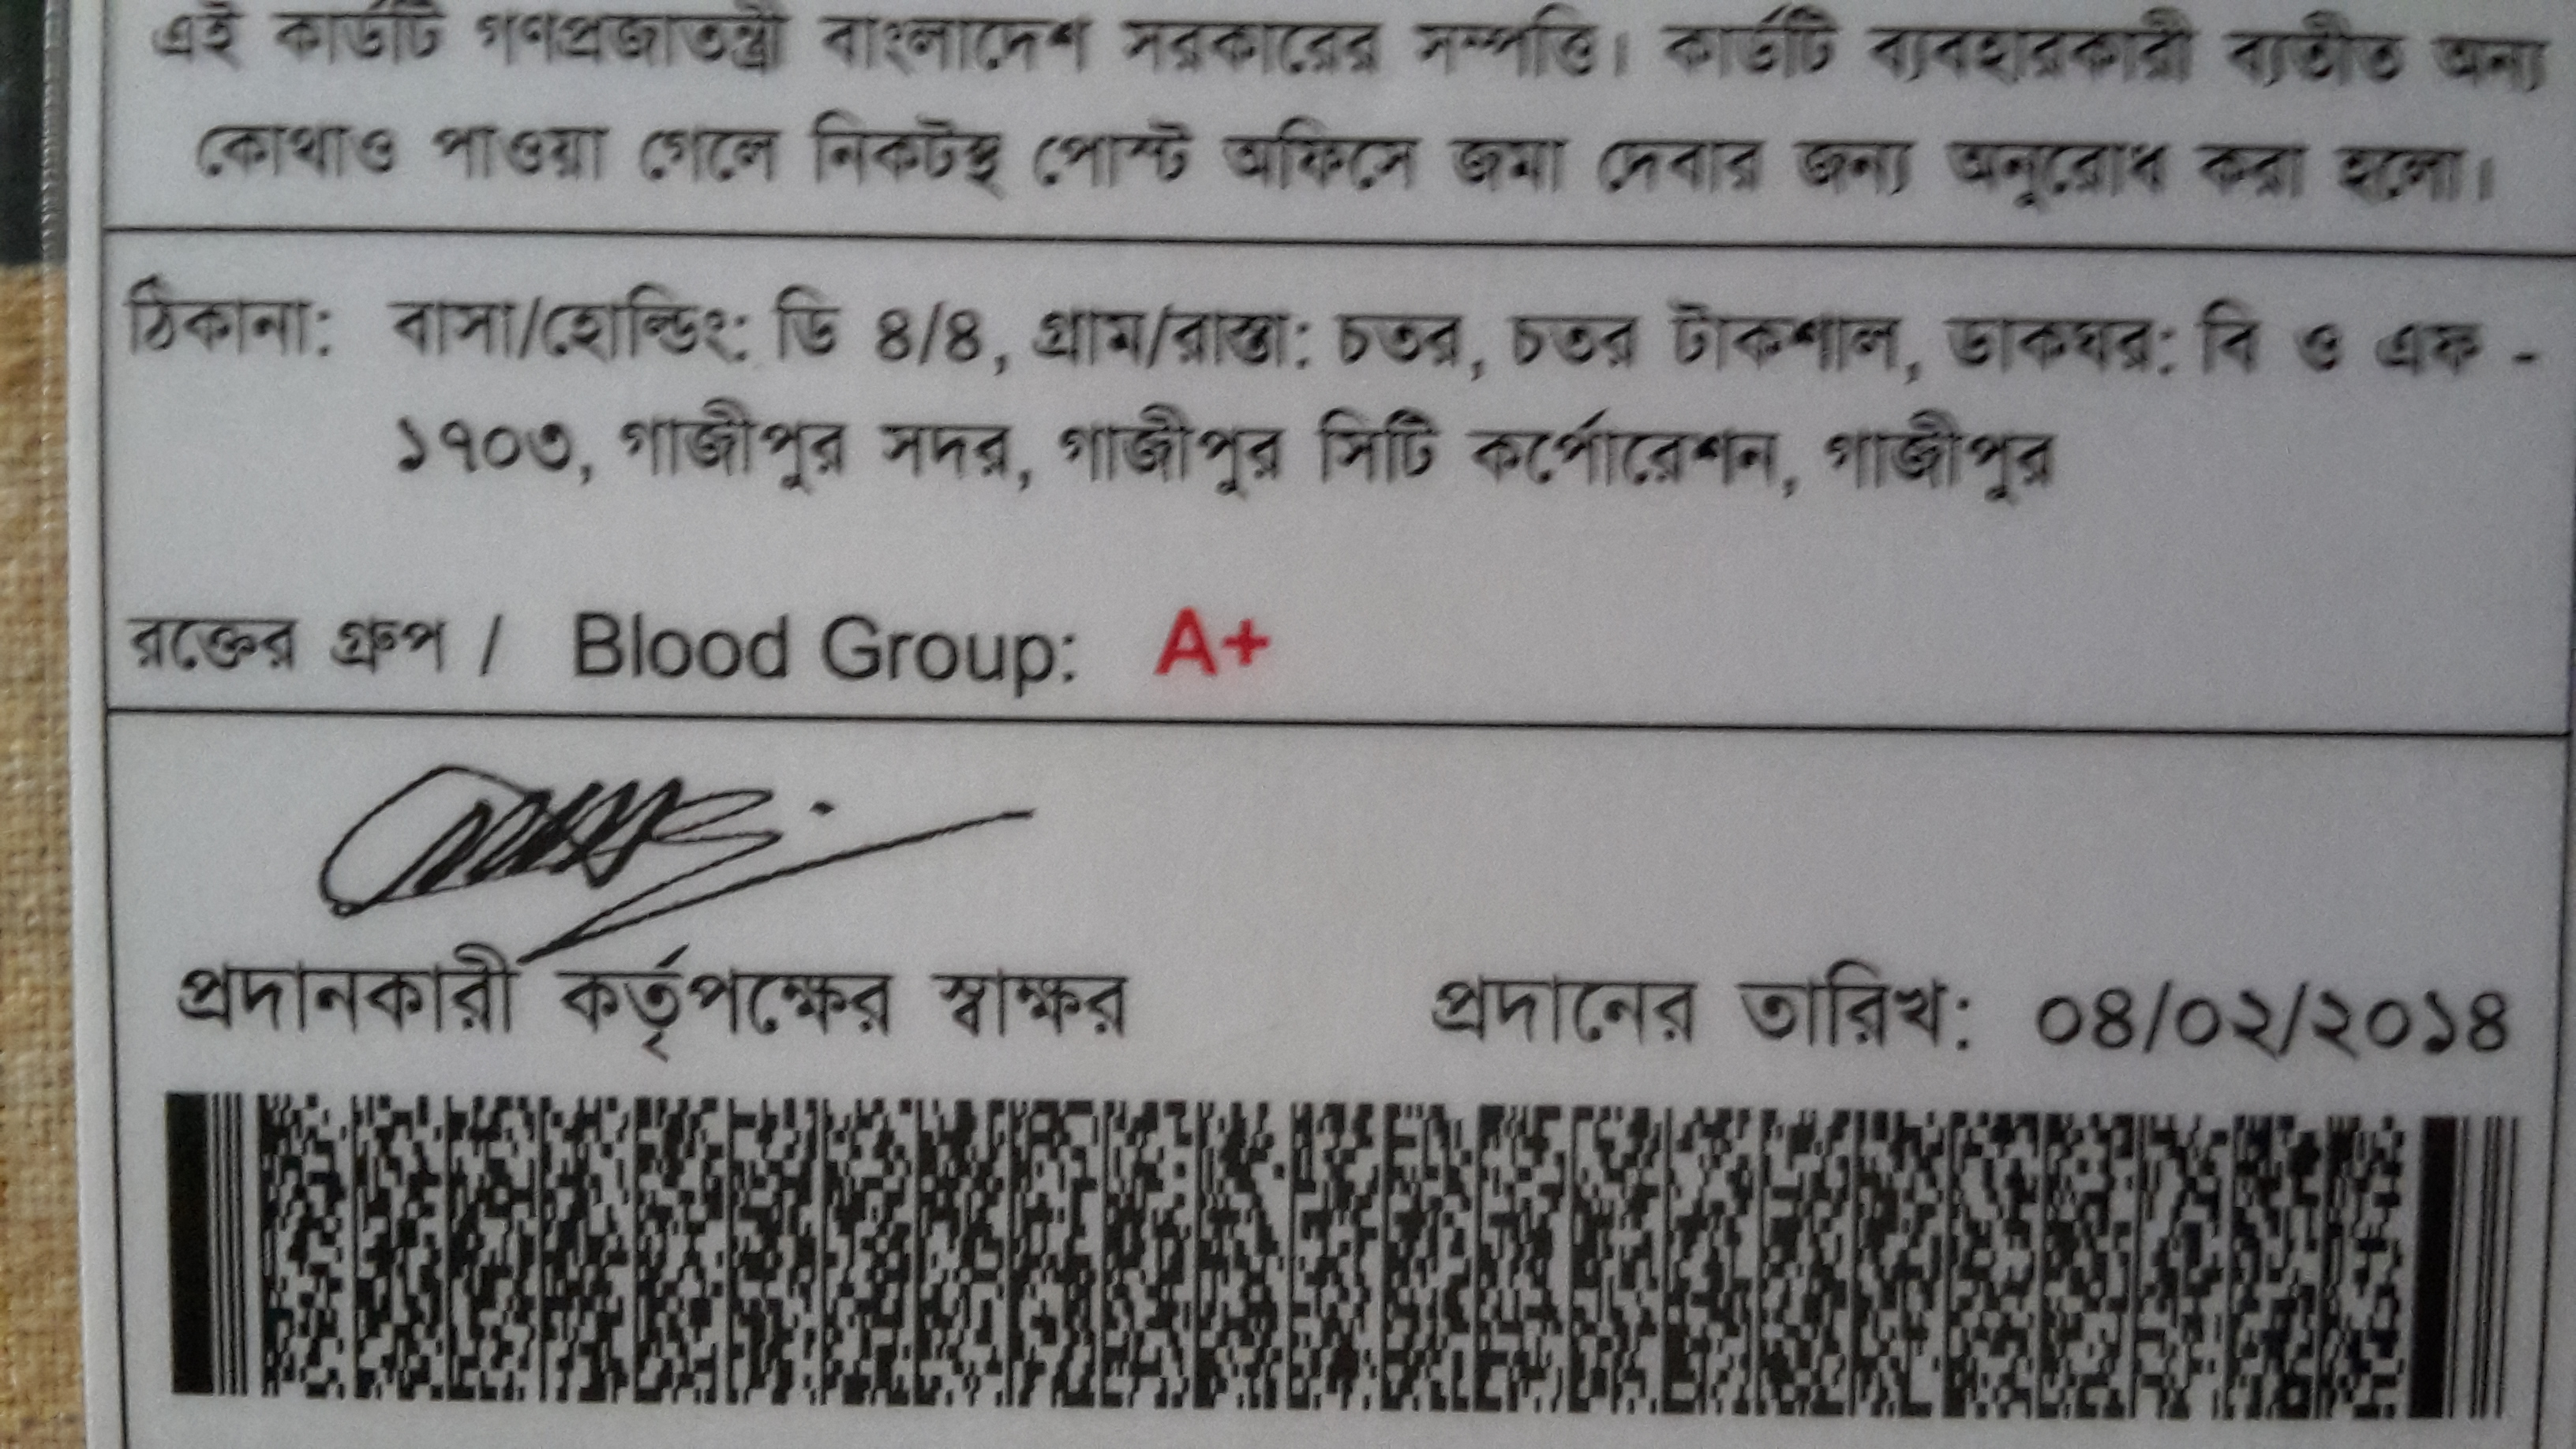 এই কার্ডটি গণপ্রজাতন্ত্রী বাংলাদেশ সরকারের সম্পত্তি। কার্ডটি ব্যবহারকারী ব্যতীত অন্য
কোথাও পাওয়া গেলে নিকটস্থ পোস্ট অফিসে জমা দেবার জন্য অনুরোধ করা হলো।
ঠিকানা: বাসা/হোল্ডিং: ডি ৪/৪, গ্রাম/রাস্তা: চতর, চতর টাকশাল, ডাকঘর: বি ও এফ -
১৭০৩, গাজীপুর সদর, গাজীপুর সিটি কর্পোরেশন, গাজীপুর
রক্তের গ্রুপ / Blood Group: A+
প্রদানকারী কর্তৃপক্ষের স্বাক্ষর প্রদানের তারিখ: ০৪/০২/২০১৪